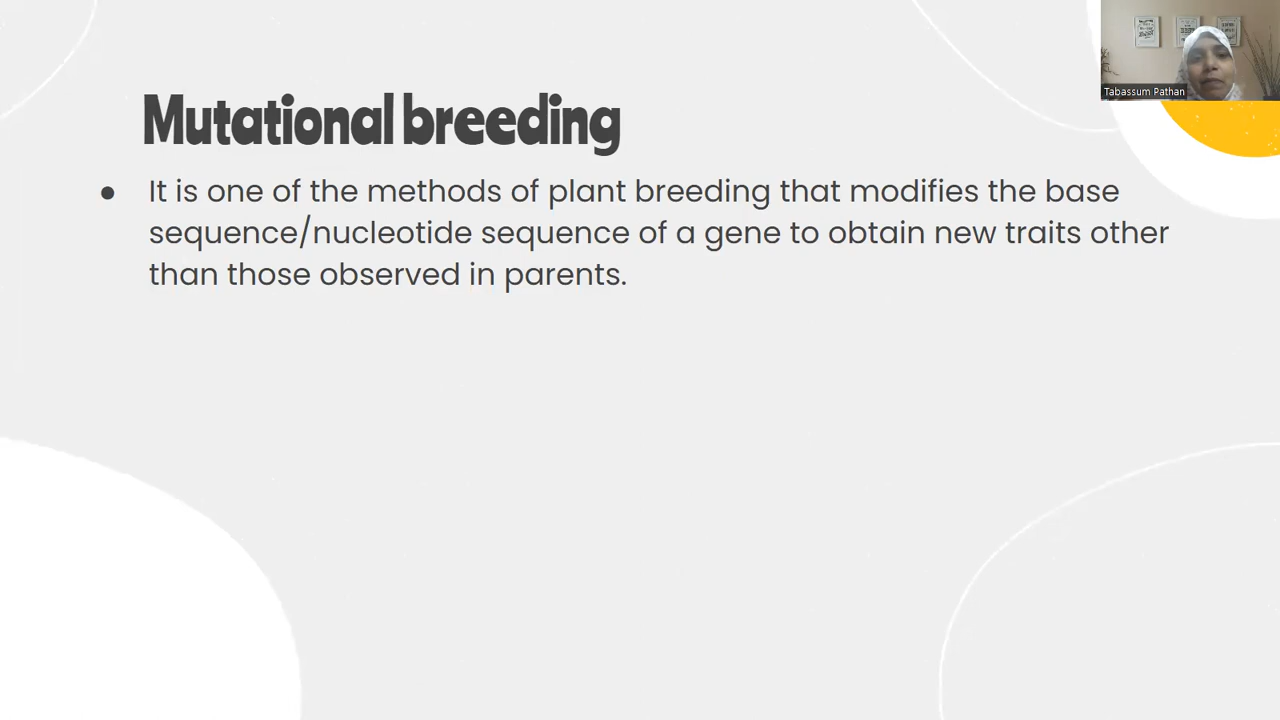 Mutational breeding
● It is one of the methods of plant breeding that modifies the base
sequence/nucleotide sequence of a gene to obtain new traits other
than those observed in parents.
Tabassum Pathan